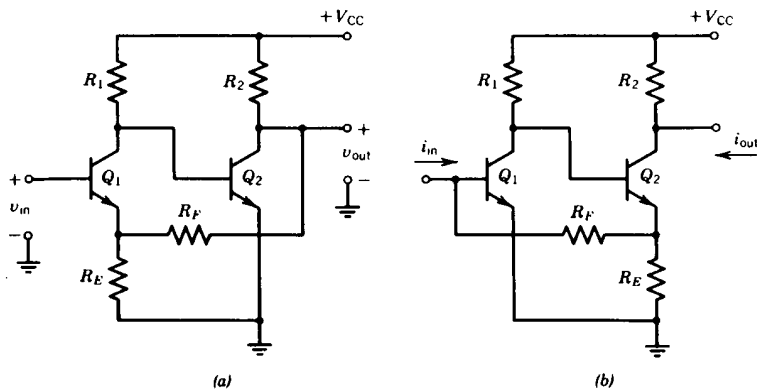 +V_CC
R_1
R_2
Q_1
Q_2
+
v_in
−
R_F
R_E
+
v_out
−
(a)
+V_CC
R_1
R_2
i_in
i_out
Q_1
Q_2
R_F
R_E
(b)